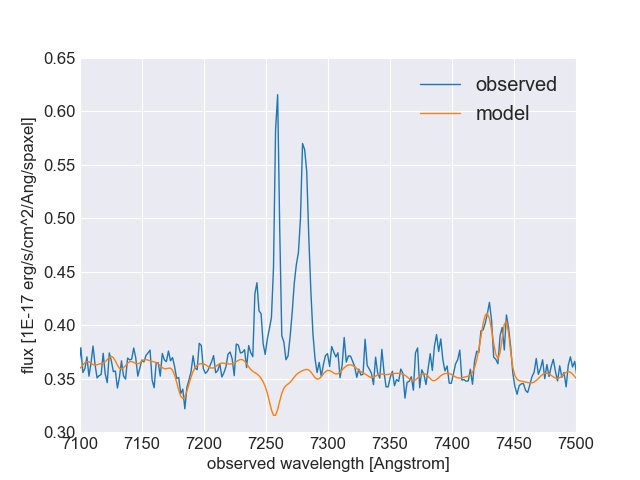 0.65
0.60
0.55
0.50
0.45
0.40
0.35
0.30
flux [1E-17 erg/s/cm^2/Ang/spaxel]
observed
model
7100 7150 7200 7250 7300 7350 7400 7450 7500
observed wavelength [Angstrom]